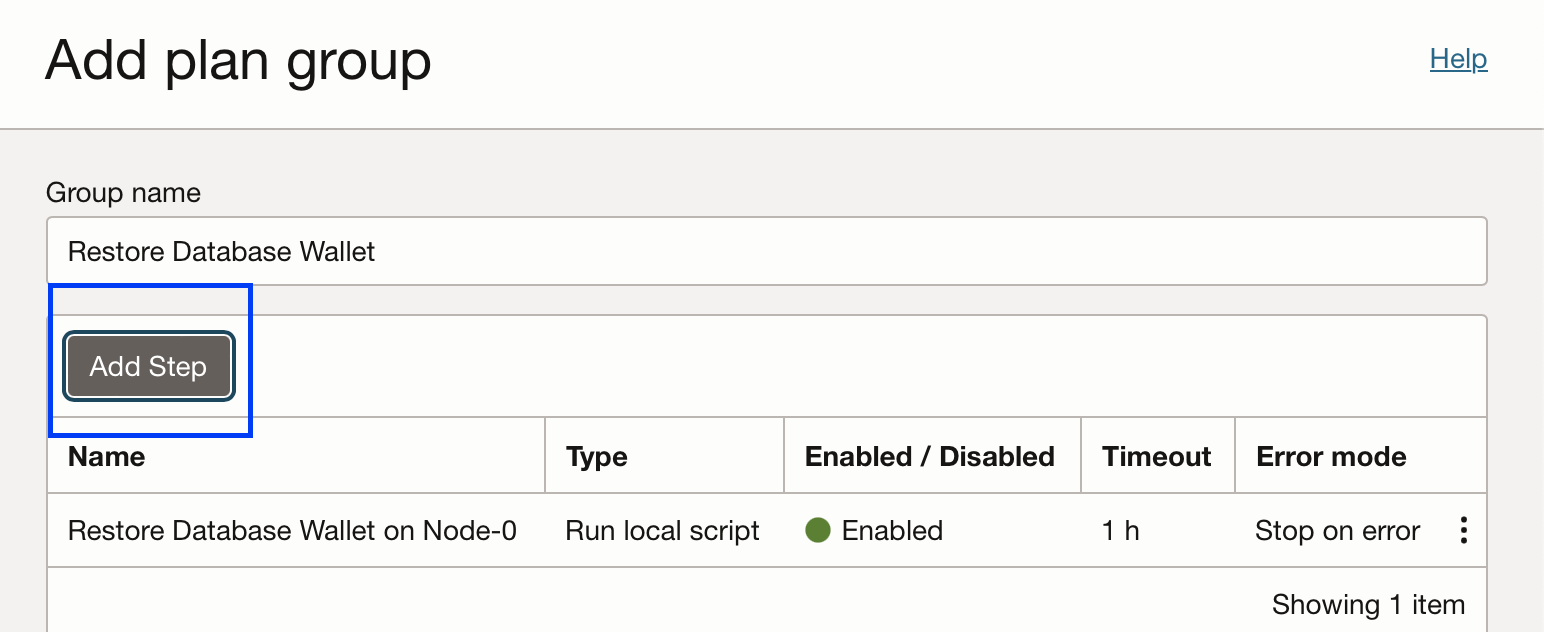 Add plan group
Help
Group name
Restore Database Wallet
Add Step
Name Type Enabled / Disabled Timeout Error mode
Restore Database Wallet on Node-0 Run local script Enabled 1 h Stop on error
Showing 1 item